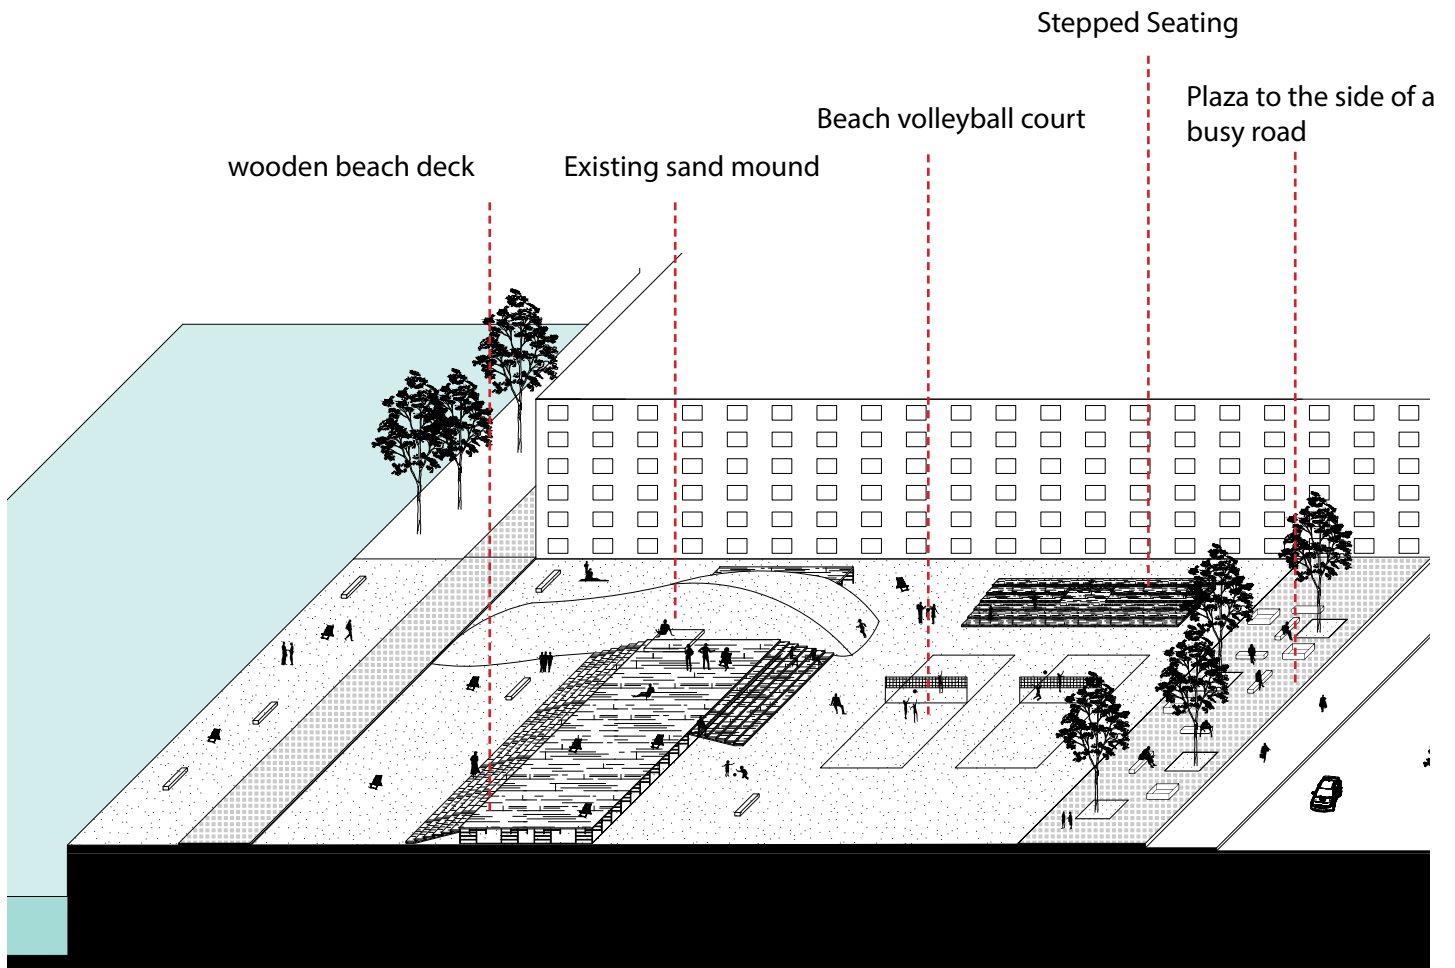 Stepped Seating
Plaza to the side of a
busy road
Beach volleyball court
wooden beach deck
Existing sand mound